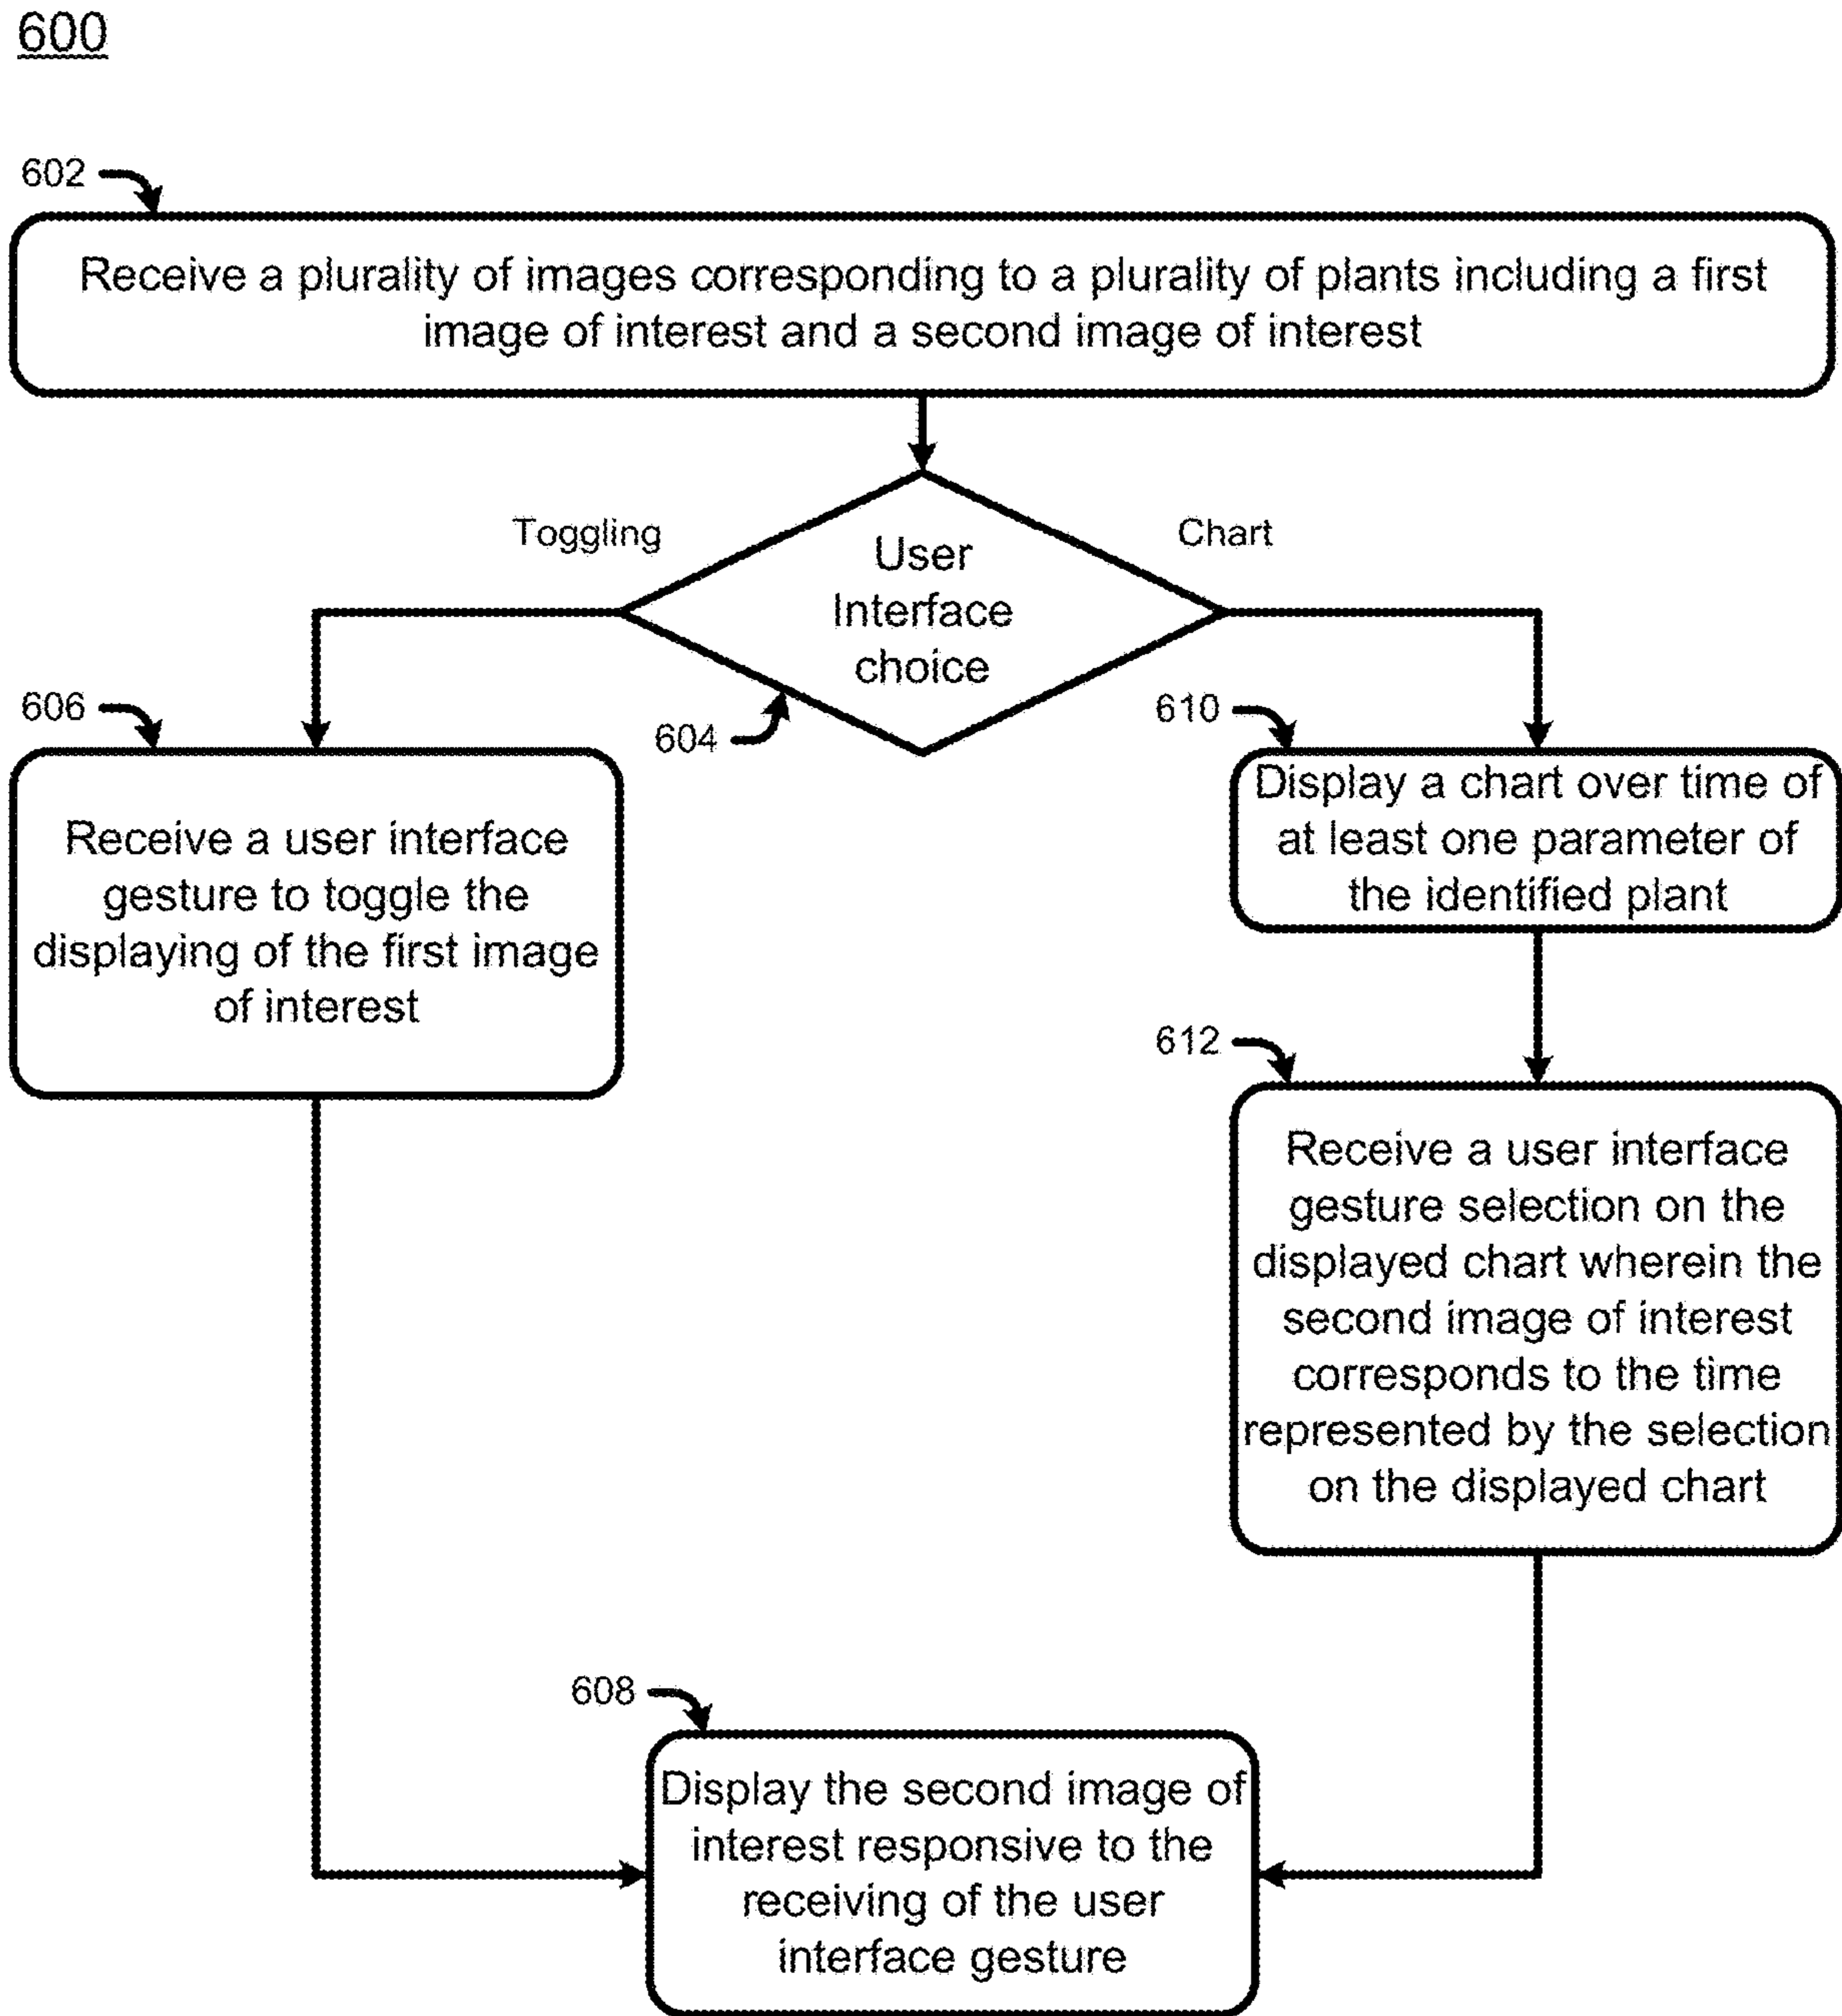 600
602
Receive a plurality of images corresponding to a plurality of plants including a first
image of interest and a second image of interest
Toggling
Chart
User
Interface
choice
604
606
Receive a user interface
gesture to toggle the
displaying of the first image
of interest
610
Display a chart over time of
at least one parameter of
the identified plant
612
Receive a user interface
gesture selection on the
displayed chart wherein the
second image of interest
corresponds to the time
represented by the selection
on the displayed chart
608
Display the second image of
interest responsive to the
receiving of the user
interface gesture